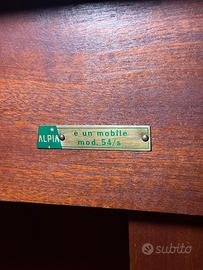 ALPIA
è un mobile
mod. 54/s
subito